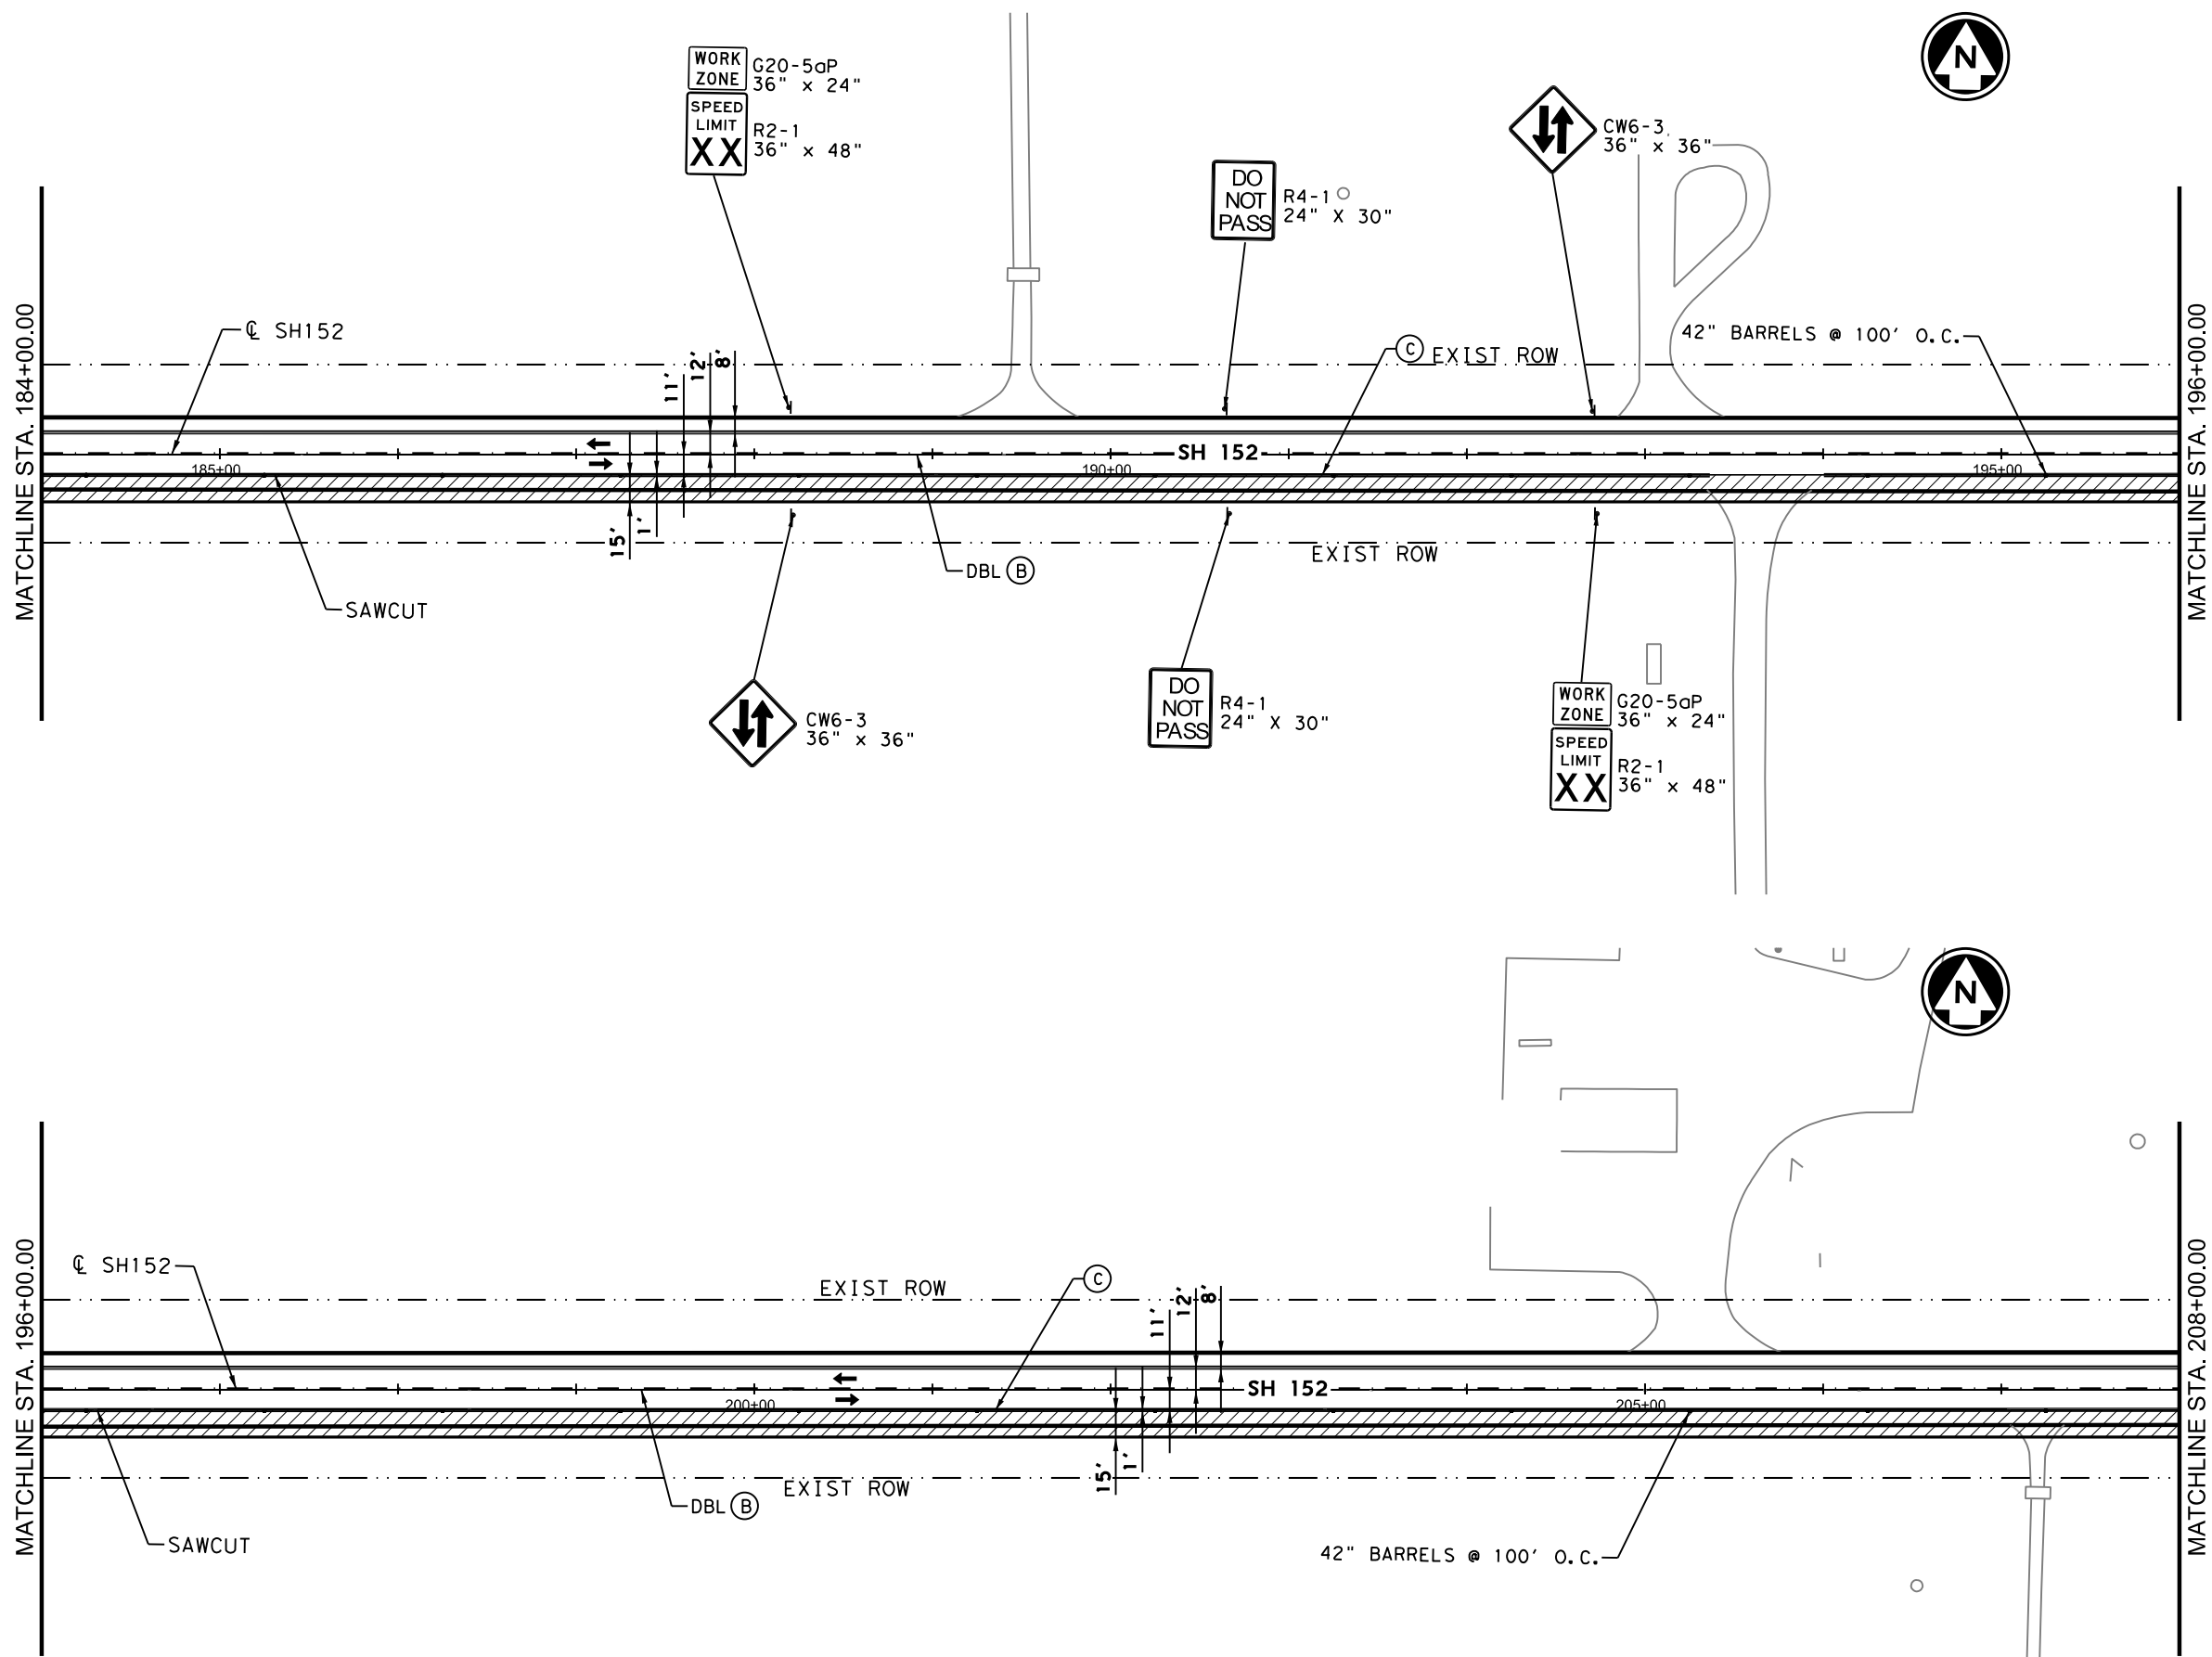 N
WORK
ZONE
G20-5aP
36" x 24"
SPEED
LIMIT
XX
R2-1
36" x 48"
CW6-3
36" x 36"
DO
NOT
PASS
R4-1
24" X 30"
MATCHLINE STA. 184+00.00
℄ SH152
11'
12'
8'
C
EXIST ROW
42" BARRELS @ 100' O.C.
MATCHLINE STA. 196+00.00
185+00
190+00
SH 152
195+00
15'
1'
EXIST ROW
DBL B
SAWCUT
CW6-3
36" x 36"
DO
NOT
PASS
R4-1
24" X 30"
WORK
ZONE
G20-5aP
36" x 24"
SPEED
LIMIT
XX
R2-1
36" x 48"
N
MATCHLINE STA. 196+00.00
℄ SH152
EXIST ROW
C
11'
12'
8'
MATCHLINE STA. 208+00.00
200+00
SH 152
205+00
15'
1'
EXIST ROW
DBL B
SAWCUT
42" BARRELS @ 100' O.C.